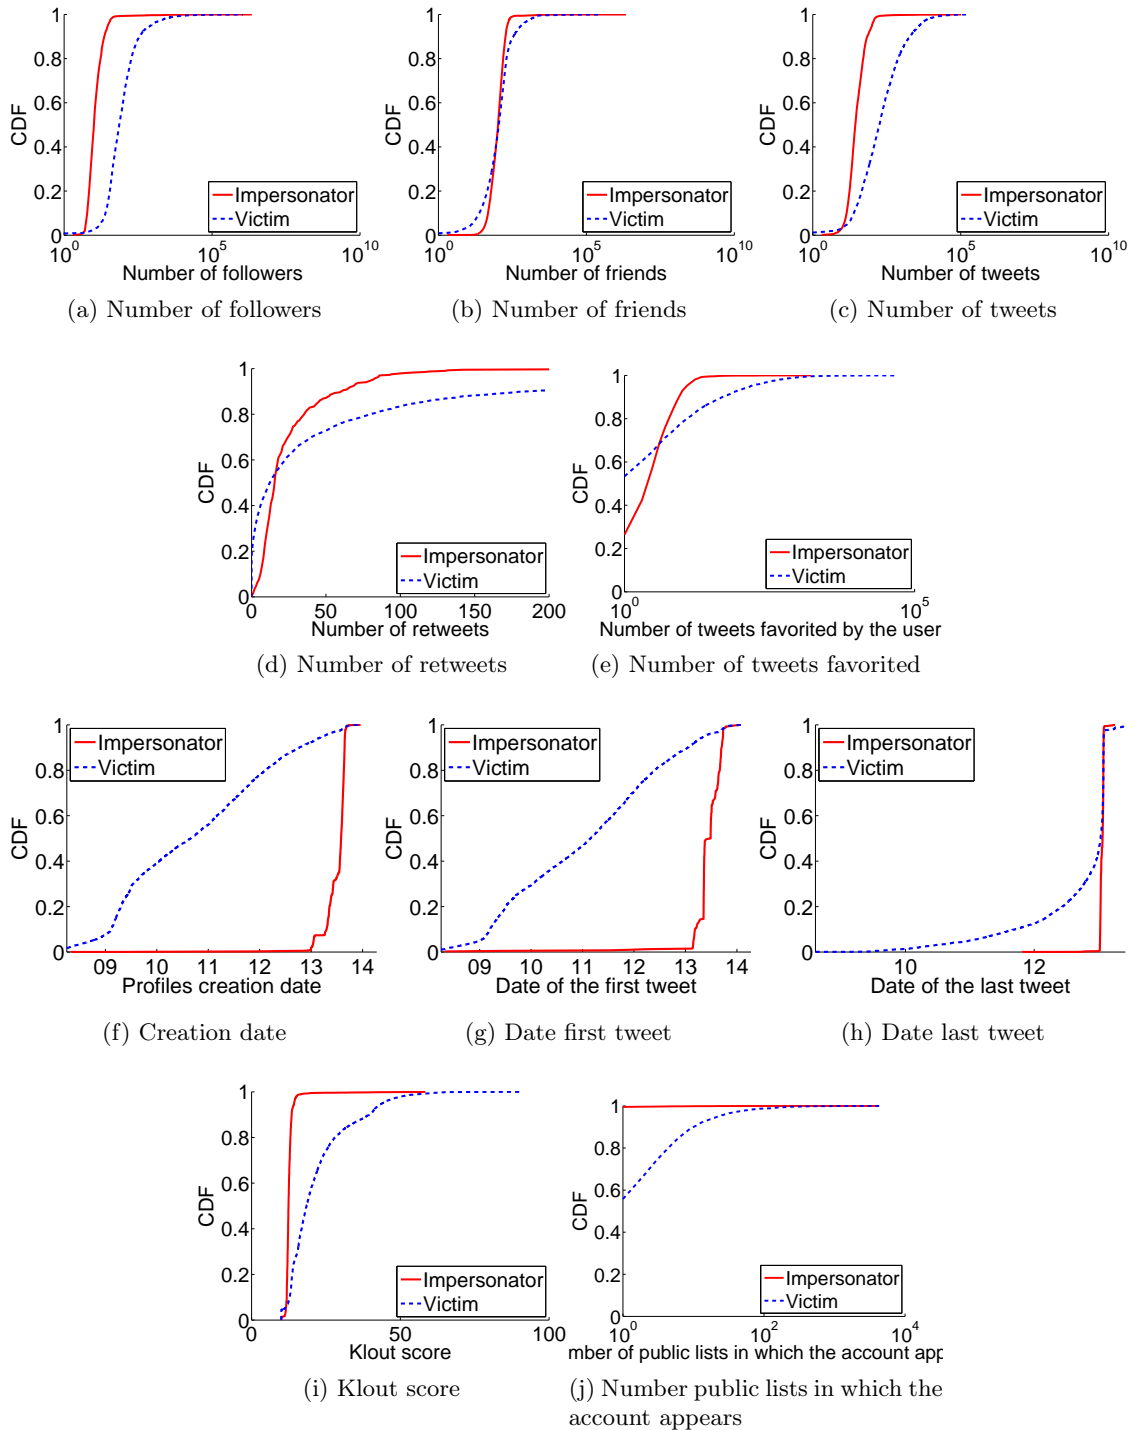 1
0.8
0.6
0.4
0.2
0
CDF
Impersonator
Victim
10^0 10^5 10^10
Number of followers
(a) Number of followers
1
0.8
0.6
0.4
0.2
0
CDF
Impersonator
Victim
10^0 10^5 10^10
Number of friends
(b) Number of friends
1
0.8
0.6
0.4
0.2
0
CDF
Impersonator
Victim
10^0 10^5 10^10
Number of tweets
(c) Number of tweets
1
0.8
0.6
0.4
0.2
0
CDF
Impersonator
Victim
0 50 100 150 200
Number of retweets
(d) Number of retweets
1
0.8
0.6
0.4
0.2
0
CDF
Impersonator
Victim
10^0 10^5
Number of tweets favorited by the user
(e) Number of tweets favorited
1
0.8
0.6
0.4
0.2
0
CDF
Impersonator
Victim
09 10 11 12 13 14
Profiles creation date
(f) Creation date
1
0.8
0.6
0.4
0.2
0
CDF
Impersonator
Victim
09 10 11 12 13 14
Date of the first tweet
(g) Date first tweet
1
0.8
0.6
0.4
0.2
0
CDF
Impersonator
Victim
10 12
Date of the last tweet
(h) Date last tweet
1
0.8
0.6
0.4
0.2
0
CDF
Impersonator
Victim
0 50 100
Klout score
(i) Klout score
1
0.8
0.6
0.4
0.2
0
CDF
Impersonator
Victim
10^0 10^2 10^4
mber of public lists in which the account app
(j) Number public lists in which the
account appears